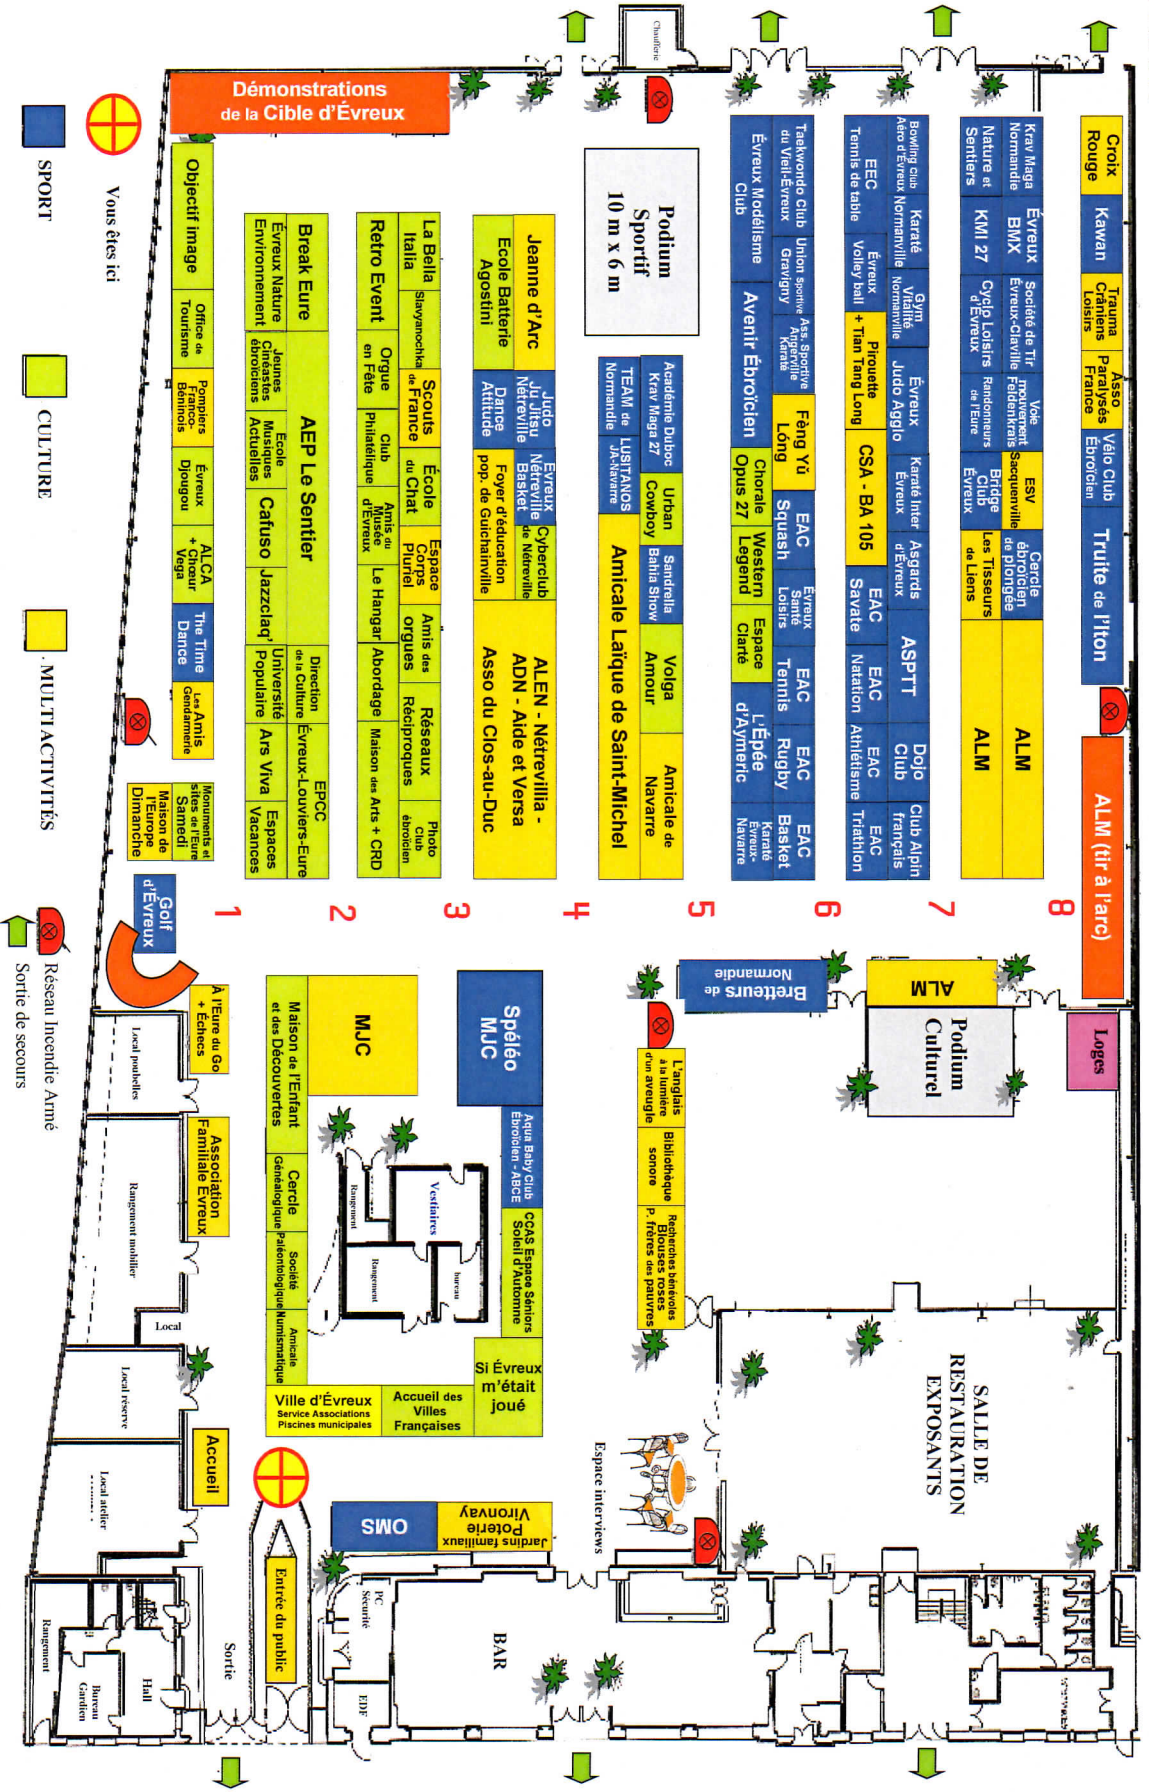 Chaufferie
Démonstrations
de la Cible d'Évreux
Vous êtes ici
SPORT
CULTURE
. MULTIACTIVITÉS
Réseau Incendie Armé
Sortie de secours
Croix
Rouge
Kawan
Trauma
Crâniens
Loisirs
Asso
Paralysés
France
Vélo Club
Ébroïcien
Truite de l'Iton
ALM (tir à l'arc)
Loges
Krav Maga
Normandie
Évreux
BMX
Société de Tir
Évreux-Claville
Voie
mouvement
Feldenkraïs
ESV
Sacquenville
Cercle
ébroïcien
de plongée
ALM
Nature et
Sentiers
KMI 27
Cyclo Loisirs
d'Évreux
Randonneurs
de l'Eure
Bridge
Club
Évreux
Les Tisseurs
de Liens
ALM
8
Bowling Club
Aéro d'Évreux
Karaté
Normanville
Gym
Vitalité
Normanville
Évreux
Judo Agglo
Karaté Inter
Évreux
Asgards
d'Évreux
ASPTT
Dojo
Club
Club Alpin
français
7
EEC
Tennis de table
Évreux
Volley ball
Pirouette
+ Tian Tang Long
CSA - BA 105
EAC
Savate
EAC
Natation
EAC
Athlétisme
EAC
Triathlon
Taekwondo Club
du Vieil-Évreux
Union Sportive
Gravigny
Ass. Sportive
Angerville
Karaté
Fèng Yû
Lóng
EAC
Squash
Évreux
Santé
Loisirs
EAC
Tennis
EAC
Rugby
EAC
Basket
6
Évreux Modélisme
Club
Avenir Ébroïcien
Chorale
Opus 27
Western
Legend
Espace
Clarté
L'Épée
d'Aymeric
Karaté
Évreux-
Navarre
Podium
Sportif
10 m x 6 m
Académie Duboc
Krav Maga 27
Urban
Cowboy
Sandrella
Bahia Show
Volga
Amour
Amicale de
Navarre
5
TEAM de
Normandie
LUSITANOS
JA-Navarre
Amicale Laïque de Saint-Michel
4
Jeanne d'Arc
Judo
Ju Jitsu
Nétreville
Évreux
Nétreville
Basket
Cyberclub
de Nétreville
ALEN - Nétrevillia -
ADN - Aide et Versa
Asso du Clos-au-Duc
Ecole Batterie
Agostini
Dance
Attitude
Foyer d'éducation
pop. de Guichainville
3
La Bella
Italia
Slavyanochka
Scouts
de France
École
du Chat
Espace
Corps
Pluriel
Amis des
orgues
Réseaux
Réciproques
Photo
Club
ébroïcien
Retro Event
Orgue
en Fête
Club
Philatélique
Amis du
Musée
d'Évreux
Le Hangar
Abordage
Maison des Arts + CRD
2
Break Eure
AEP Le Sentier
Direction
de la Culture
EPCC
Évreux-Louviers-Eure
Évreux Nature
Environnement
Jeunes
Cinéastes
ébroïciens
Ecole
Musiques
Actuelles
Cafuso
Jazzclaq'
Université
Populaire
Ars Viva
Espaces
Vacances
1
Objectif image
Office de
Tourisme
Pompiers
Franco-
Béninois
Évreux
Djougou
ALCA
+ Chœur
Vega
The Time
Dance
Les Amis
Gendarmerie
Monuments et
sites de l'Eure
Samedi
Maison de
l'Europe
Dimanche
Golf
d'Évreux
À l'Eure du Go
+ Échecs
Association
Familiale Evreux
Accueil
Bretteurs de
Normandie
ALM
Podium
Culturel
L'anglais
à la lumière
d'un aveugle
Bibliothèque
sonore
Recherches bénévoles
Blouses roses
P. frères des pauvres
Spéléo
MJC
Aqua Baby Club
Ébroïcien - ABCE
CCAS Espace Séniors
Soleil d'Automne
Si Évreux
m'était
joué
MJC
Maison de l'Enfant
et des Découvertes
Cercle
Généalogique
Société
Paléontologique
Amicale
Numismatique
Ville d'Évreux
Service Associations
Piscines municipales
Accueil des
Villes
Françaises
Vestiaires
bureau
Rangement
Rangement
SALLE DE
RESTAURATION
EXPOSANTS
Espace interviews
Jardins familiaux
Poterie
Vironvay
OMS
Entrée du public
Sortie
PC
Sécurité
EDF
BAR
Local poubelles
Rangement mobilier
Local
Local réserve
Local atelier
Rangement
Hall
Bureau
Gardien